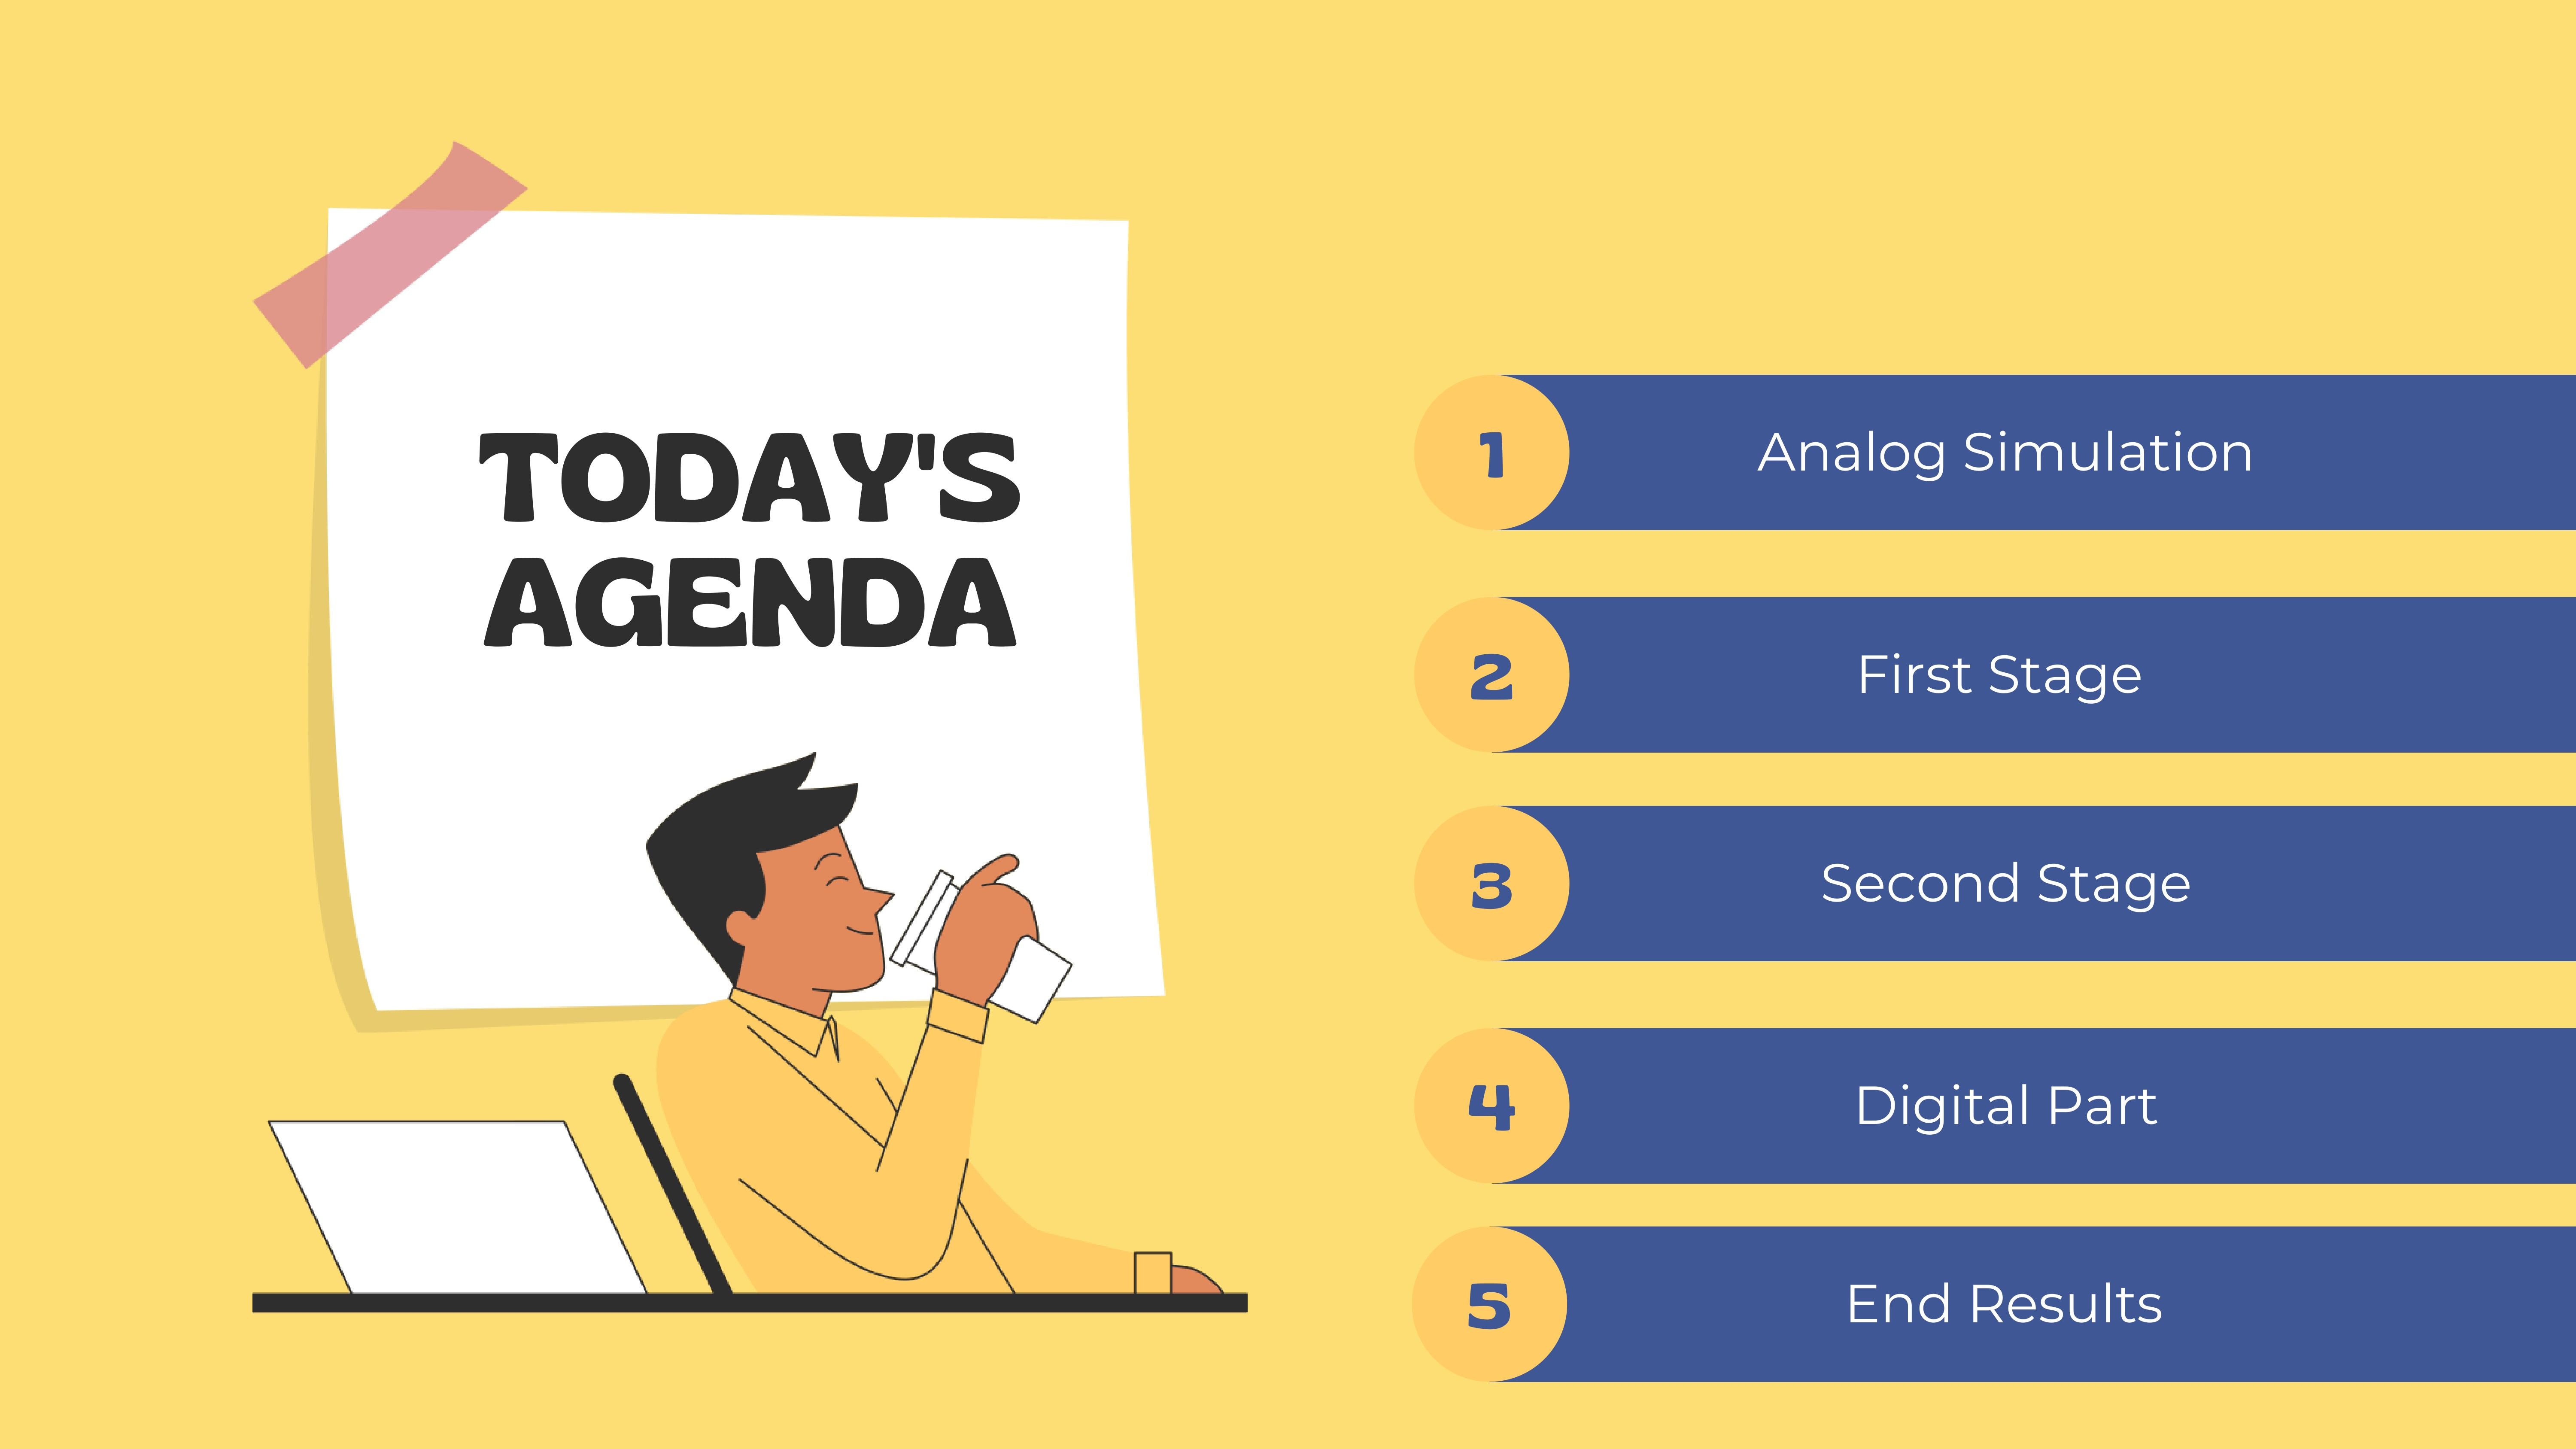 TODAY'S
AGENDA
1 Analog Simulation
2 First Stage
3 Second Stage
4 Digital Part
5 End Results